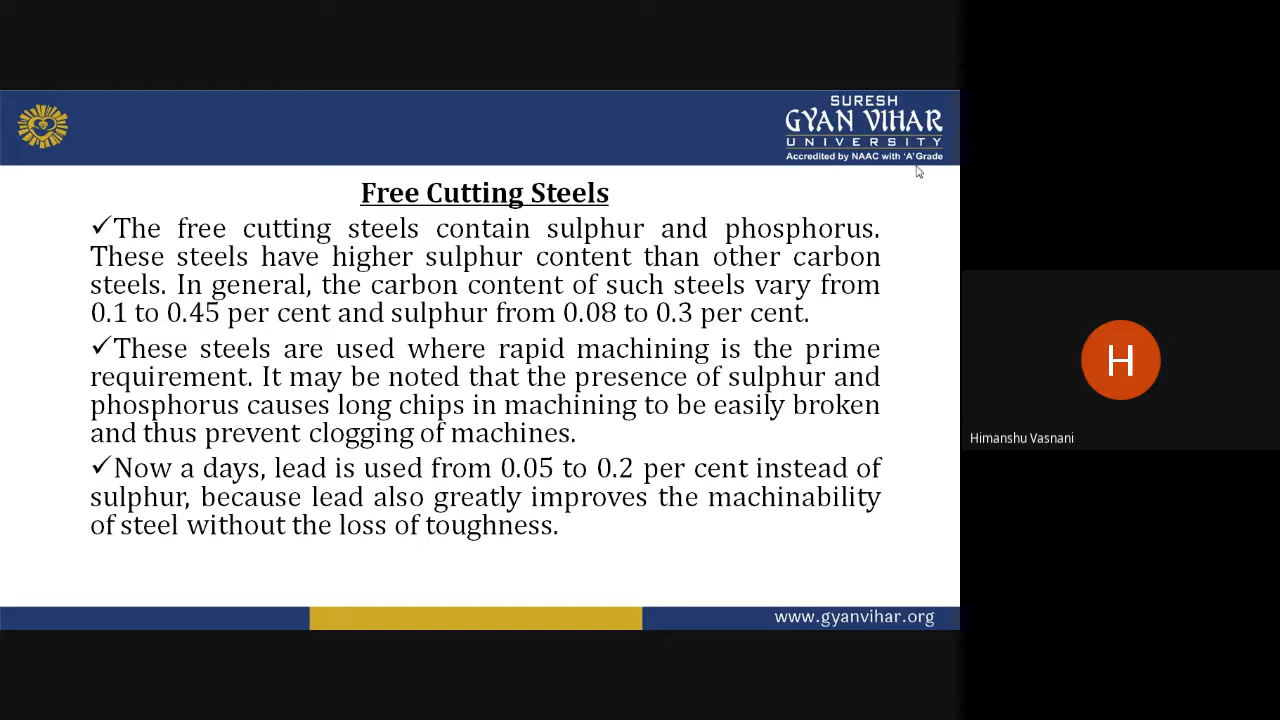 SURESH
GYAN VIHAR
UNIVERSITY
Accredited by NAAC with 'A' Grade
Free Cutting Steels
✓The free cutting steels contain sulphur and phosphorus.
These steels have higher sulphur content than other carbon
steels. In general, the carbon content of such steels vary from
0.1 to 0.45 per cent and sulphur from 0.08 to 0.3 per cent.
✓These steels are used where rapid machining is the prime
requirement. It may be noted that the presence of sulphur and
phosphorus causes long chips in machining to be easily broken
and thus prevent clogging of machines.
✓Now a days, lead is used from 0.05 to 0.2 per cent instead of
sulphur, because lead also greatly improves the machinability
of steel without the loss of toughness.
www.gyanvihar.org
H
Himanshu Vasnani